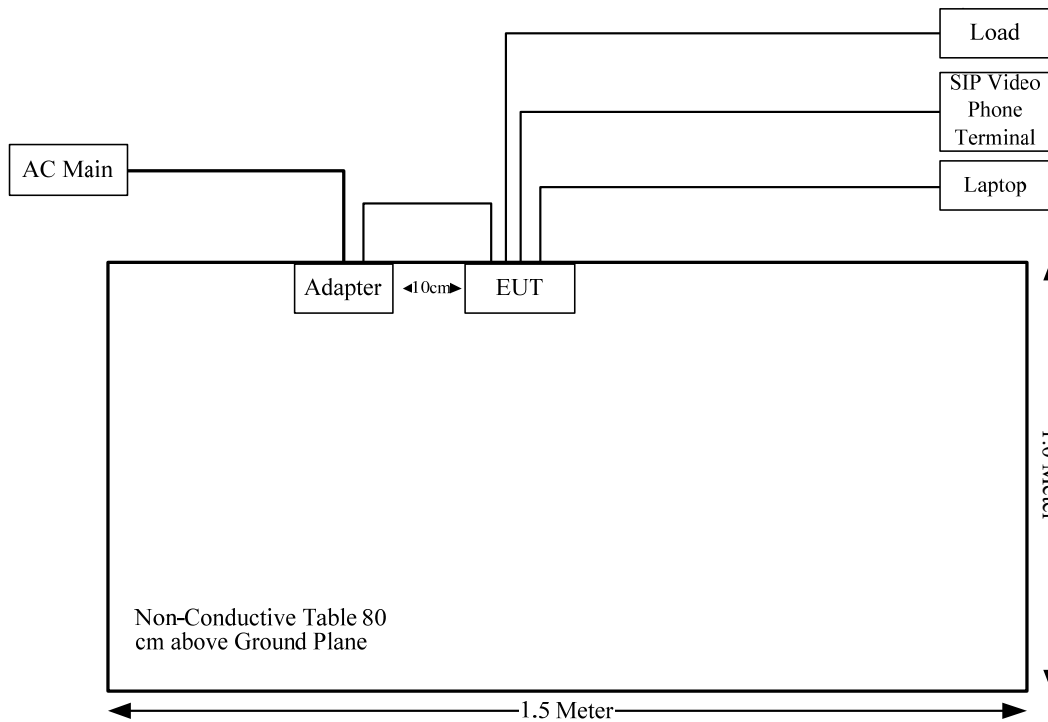 Load
SIP Video
Phone
Terminal
AC Main
Laptop
Adapter
10cm
EUT
Non-Conductive Table 80
cm above Ground Plane
1.5 Meter